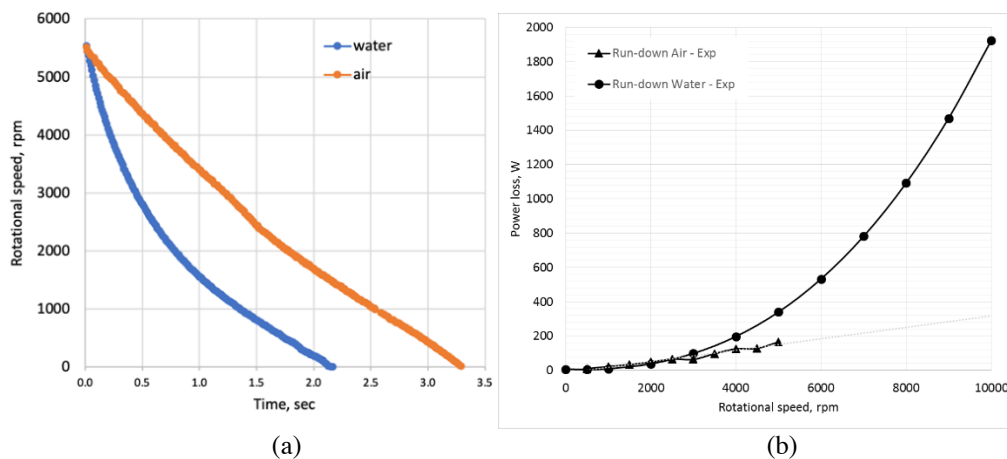 6000
5000
4000
3000
2000
1000
0
Rotational speed, rpm
water
air
0.0 0.5 1.0 1.5 2.0 2.5 3.0 3.5
Time, sec
(a)
2000
1800
1600
1400
1200
1000
800
600
400
200
0
Power loss, W
Run-down Air - Exp
Run-down Water - Exp
0 2000 4000 6000 8000 10000
Rotational speed, rpm
(b)